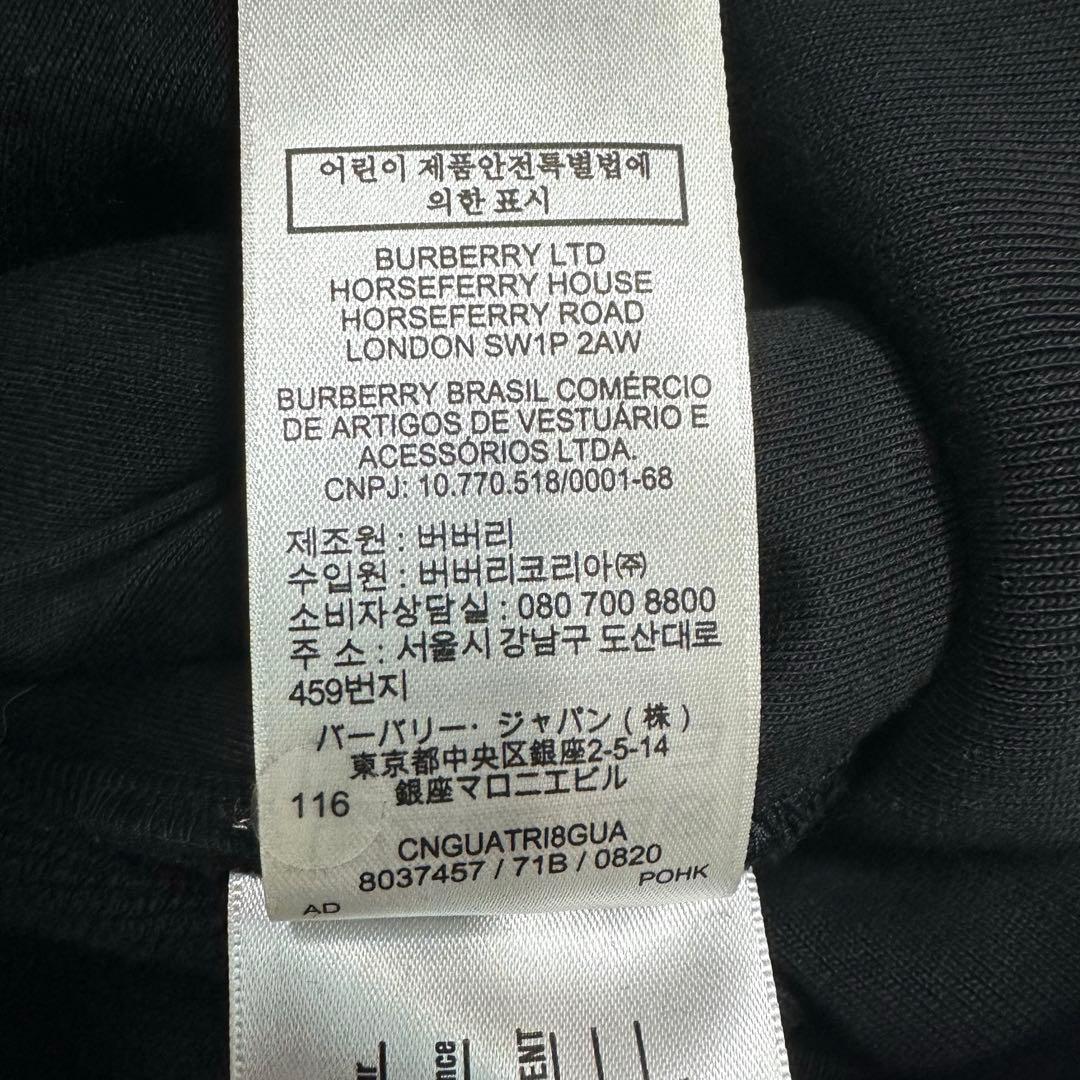 어린이 제품안전특별법에
의한 표시
BURBERRY LTD
HORSEFERRY HOUSE
HORSEFERRY ROAD
LONDON SW1P 2AW
BURBERRY BRASIL COMÉRCIO
DE ARTIGOS DE VESTUÁRIO E
ACESSÓRIOS LTDA.
CNPJ: 10.770.518/0001-68
제조원 : 버버리
수입원 : 버버리코리아㈜
소비자상담실 : 080 700 8800
주 소 : 서울시 강남구 도산대로
459번지
バーバリー・ジャパン(株)
東京都中央区銀座2-5-14
銀座マロニエビル
116
CNGUATRI8GUA
8037457 / 71B / 0820
POHK
AD